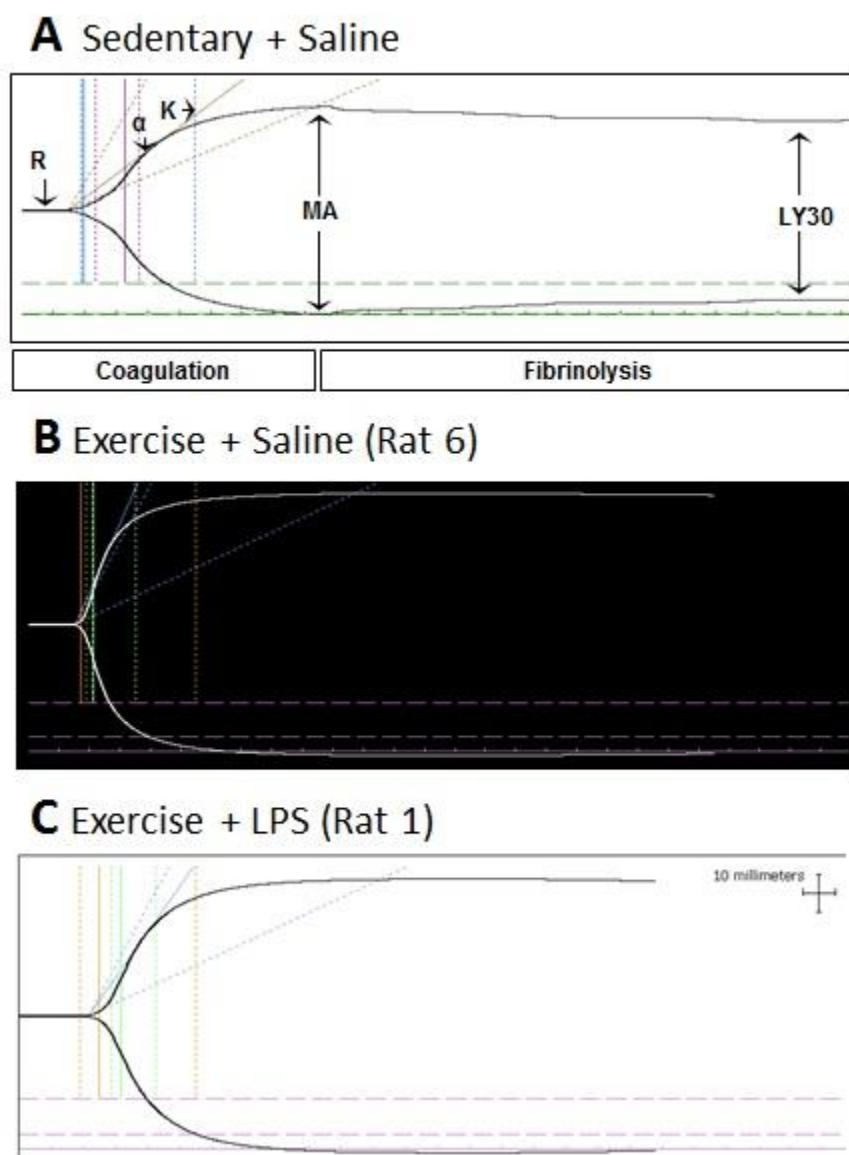 A Sedentary + Saline
K
α
R
MA
LY30
Coagulation
Fibrinolysis
B Exercise + Saline (Rat 6)
C Exercise + LPS (Rat 1)
10 millimeters